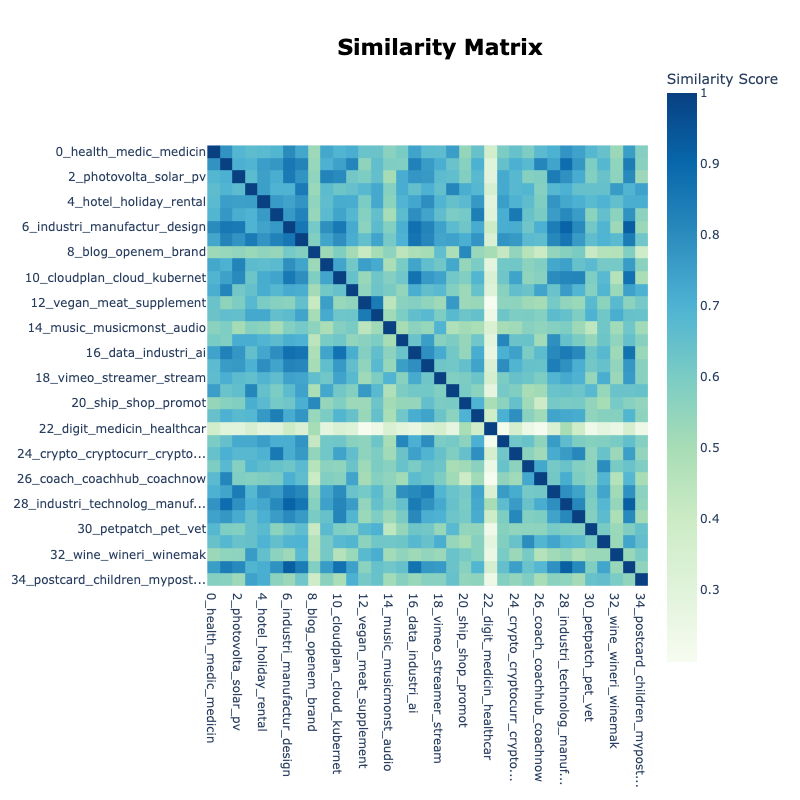 Similarity Matrix
Similarity Score
1
0.9
0.8
0.7
0.6
0.5
0.4
0.3
0_health_medic_medicin
2_photovolta_solar_pv
4_hotel_holiday_rental
6_industri_manufactur_design
8_blog_openem_brand
10_cloudplan_cloud_kubernet
12_vegan_meat_supplement
14_music_musicmonst_audio
16_data_industri_ai
18_vimeo_streamer_stream
20_ship_shop_promot
22_digit_medicin_healthcar
24_crypto_cryptocurr_crypto...
26_coach_coachhub_coachnow
28_industri_technolog_manuf...
30_petpatch_pet_vet
32_wine_wineri_winemak
34_postcard_children_mypost...
0_health_medic_medicin
2_photovolta_solar_pv
4_hotel_holiday_rental
6_industri_manufactur_design
8_blog_openem_brand
10_cloudplan_cloud_kubernet
12_vegan_meat_supplement
14_music_musicmonst_audio
16_data_industri_ai
18_vimeo_streamer_stream
20_ship_shop_promot
22_digit_medicin_healthcar
24_crypto_cryptocurr_crypto...
26_coach_coachhub_coachnow
28_industri_technolog_manuf...
30_petpatch_pet_vet
32_wine_wineri_winemak
34_postcard_children_mypost...